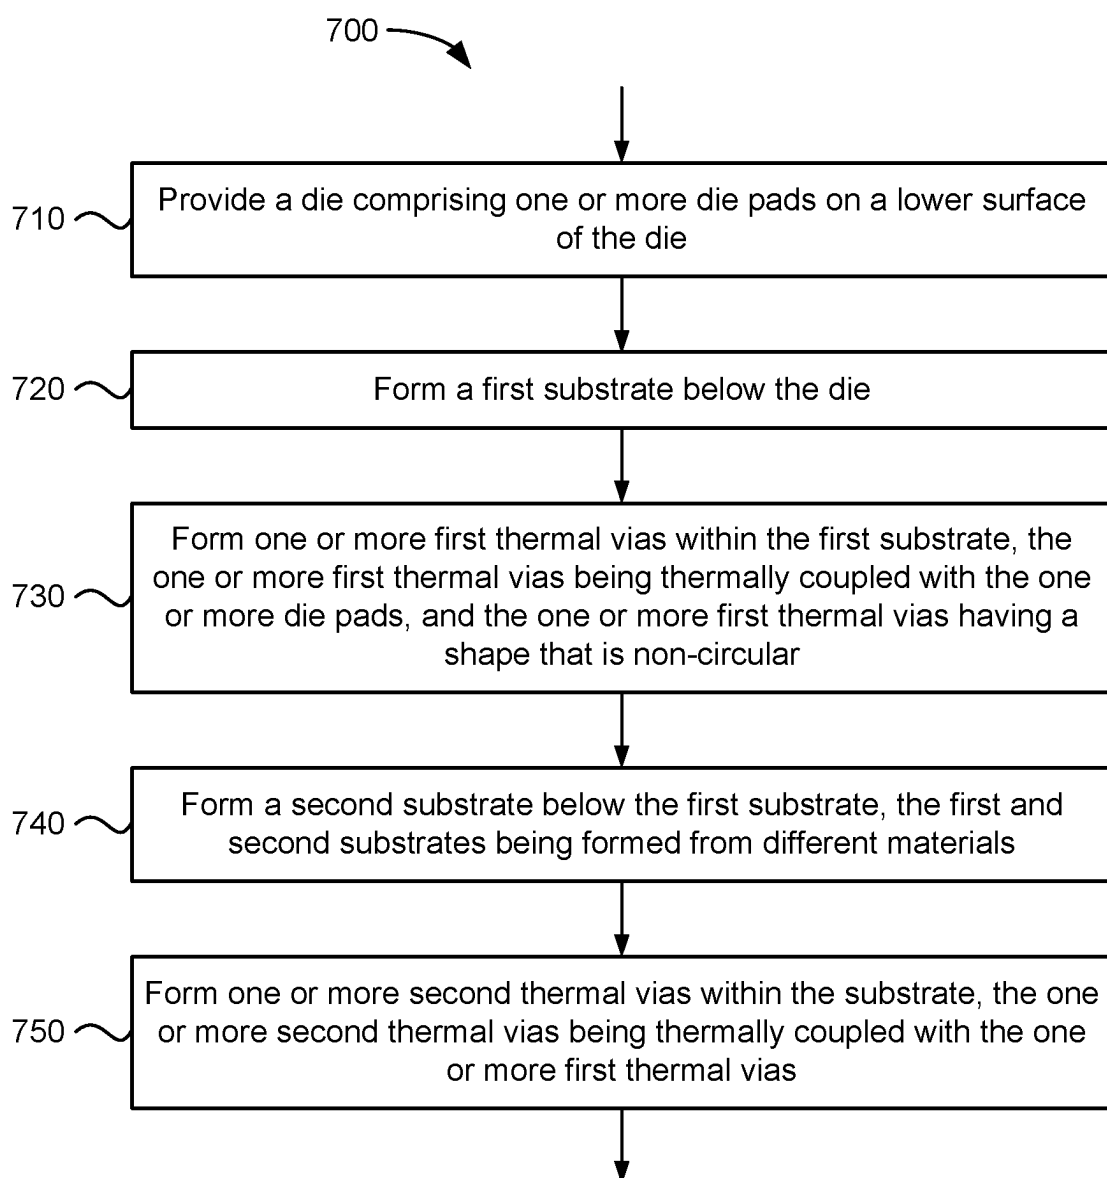 700
710
Provide a die comprising one or more die pads on a lower surface
of the die
720
Form a first substrate below the die
730
Form one or more first thermal vias within the first substrate, the
one or more first thermal vias being thermally coupled with the one
or more die pads, and the one or more first thermal vias having a
shape that is non-circular
740
Form a second substrate below the first substrate, the first and
second substrates being formed from different materials
750
Form one or more second thermal vias within the substrate, the one
or more second thermal vias being thermally coupled with the one
or more first thermal vias